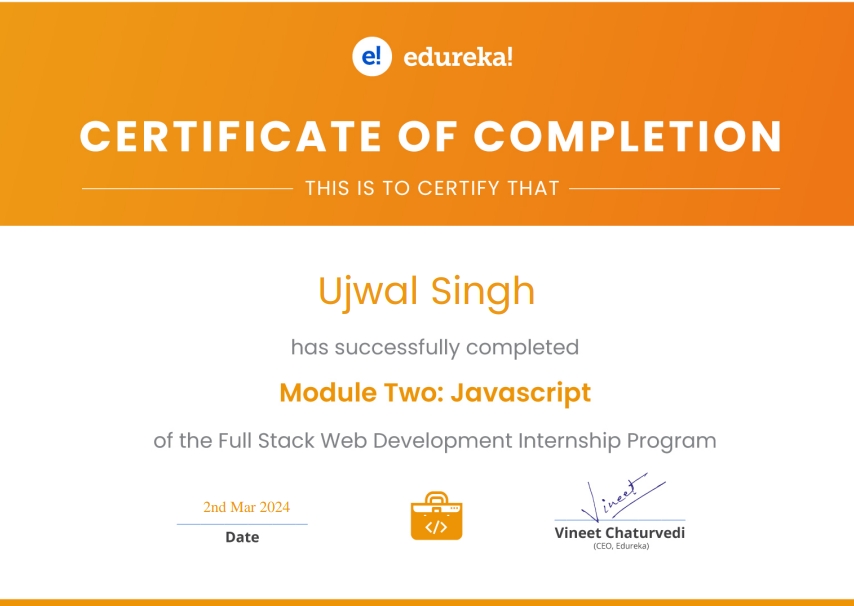 e! edureka!
CERTIFICATE OF COMPLETION
THIS IS TO CERTIFY THAT
Ujwal Singh
has successfully completed
Module Two: Javascript
of the Full Stack Web Development Internship Program
2nd Mar 2024
Date
</>
Vineet
Vineet Chaturvedi
(CEO, Edureka)